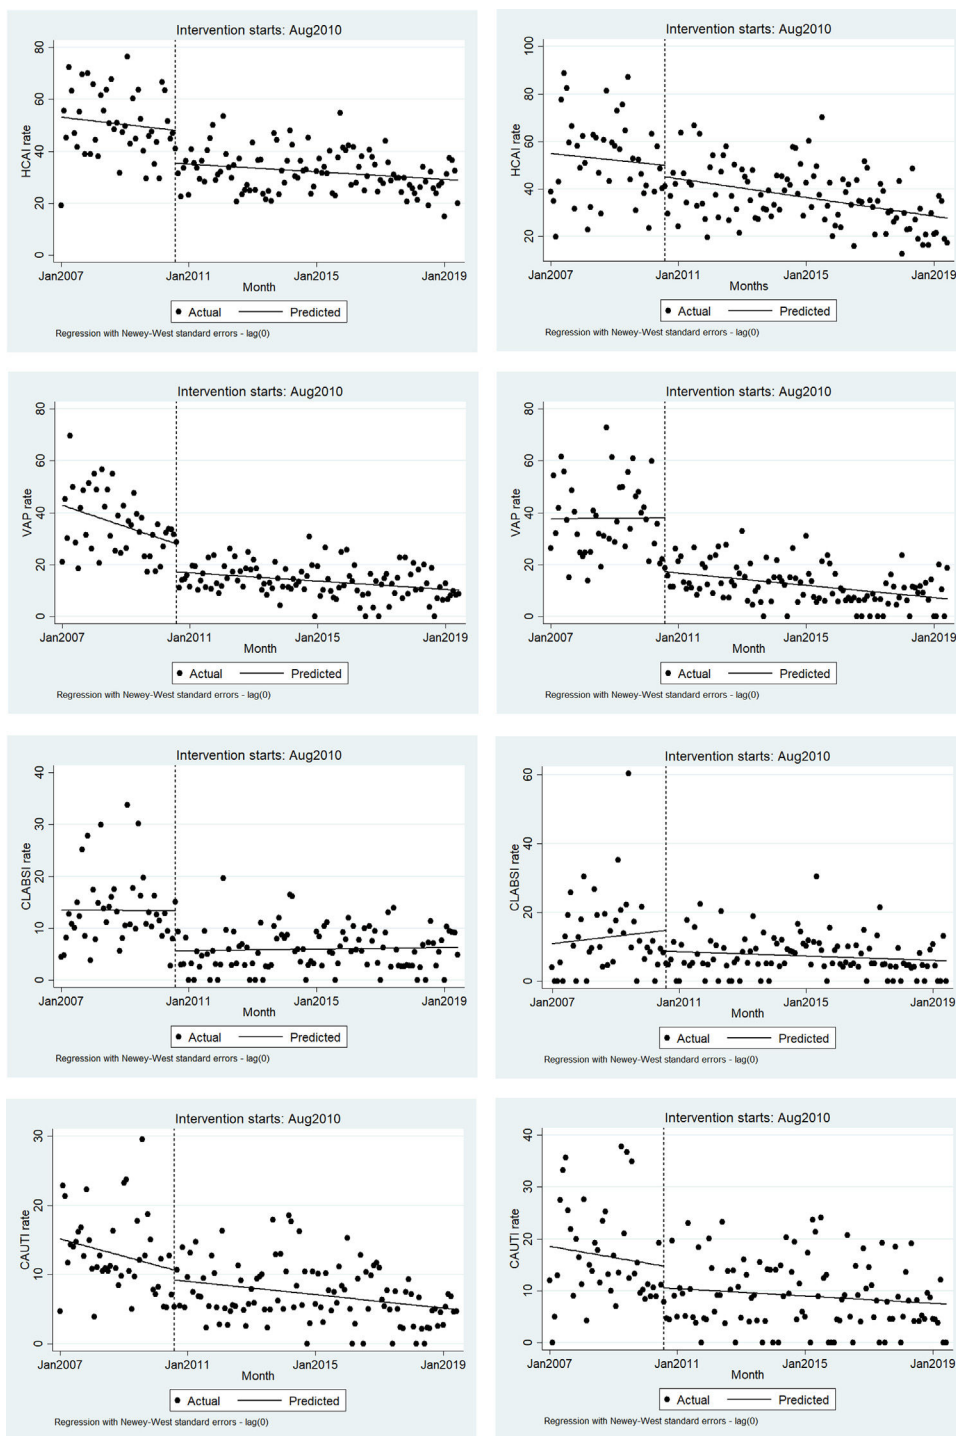 Intervention starts: Aug2010
HCAI rate
80
60
40
20
0
Jan2007 Jan2011 Jan2015 Jan2019
Month
Actual Predicted
Regression with Newey-West standard errors - lag(0)
Intervention starts: Aug2010
HCAI rate
100
80
60
40
20
Jan2007 Jan2011 Jan2015 Jan2019
Months
Actual Predicted
Regression with Newey-West standard errors - lag(0)
Intervention starts: Aug2010
VAP rate
80
60
40
20
0
Jan2007 Jan2011 Jan2015 Jan2019
Month
Actual Predicted
Regression with Newey-West standard errors - lag(0)
Intervention starts: Aug2010
VAP rate
80
60
40
20
0
Jan2007 Jan2011 Jan2015 Jan2019
Month
Actual Predicted
Regression with Newey-West standard errors - lag(0)
Intervention starts: Aug2010
CLABSI rate
40
30
20
10
0
Jan2007 Jan2011 Jan2015 Jan2019
Month
Actual Predicted
Regression with Newey-West standard errors - lag(0)
Intervention starts: Aug2010
CLABSI rate
60
40
20
0
Jan2007 Jan2011 Jan2015 Jan2019
Month
Actual Predicted
Regression with Newey-West standard errors - lag(0)
Intervention starts: Aug2010
CAUTI rate
30
20
10
0
Jan2007 Jan2011 Jan2015 Jan2019
Month
Actual Predicted
Regression with Newey-West standard errors - lag(0)
Intervention starts: Aug2010
CAUTI rate
40
30
20
10
0
Jan2007 Jan2011 Jan2015 Jan2019
Month
Actual Predicted
Regression with Newey-West standard errors - lag(0)